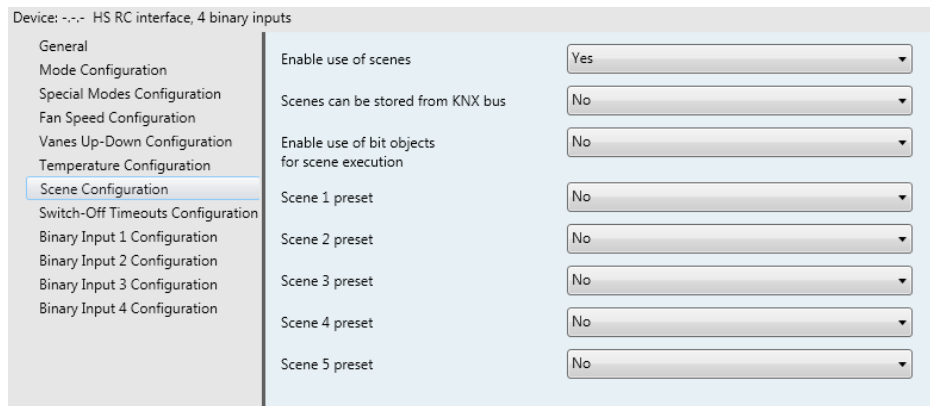 Device: -.-.- HS RC interface, 4 binary inputs
General
Mode Configuration
Special Modes Configuration
Fan Speed Configuration
Vanes Up-Down Configuration
Temperature Configuration
Scene Configuration
Switch-Off Timeouts Configuration
Binary Input 1 Configuration
Binary Input 2 Configuration
Binary Input 3 Configuration
Binary Input 4 Configuration
Enable use of scenes Yes
Scenes can be stored from KNX bus No
Enable use of bit objects No
for scene execution
Scene 1 preset No
Scene 2 preset No
Scene 3 preset No
Scene 4 preset No
Scene 5 preset No